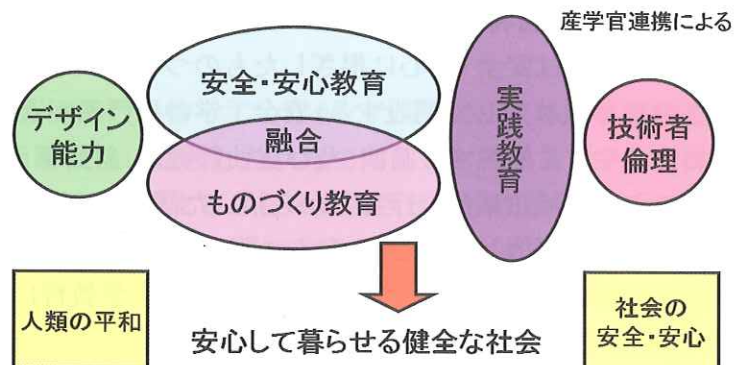 産学官連携による
デザイン
能力
安全・安心教育
融合
ものづくり教育
実践教育
技術者
倫理
人類の平和
安心して暮らせる健全な社会
社会の
安全・安心